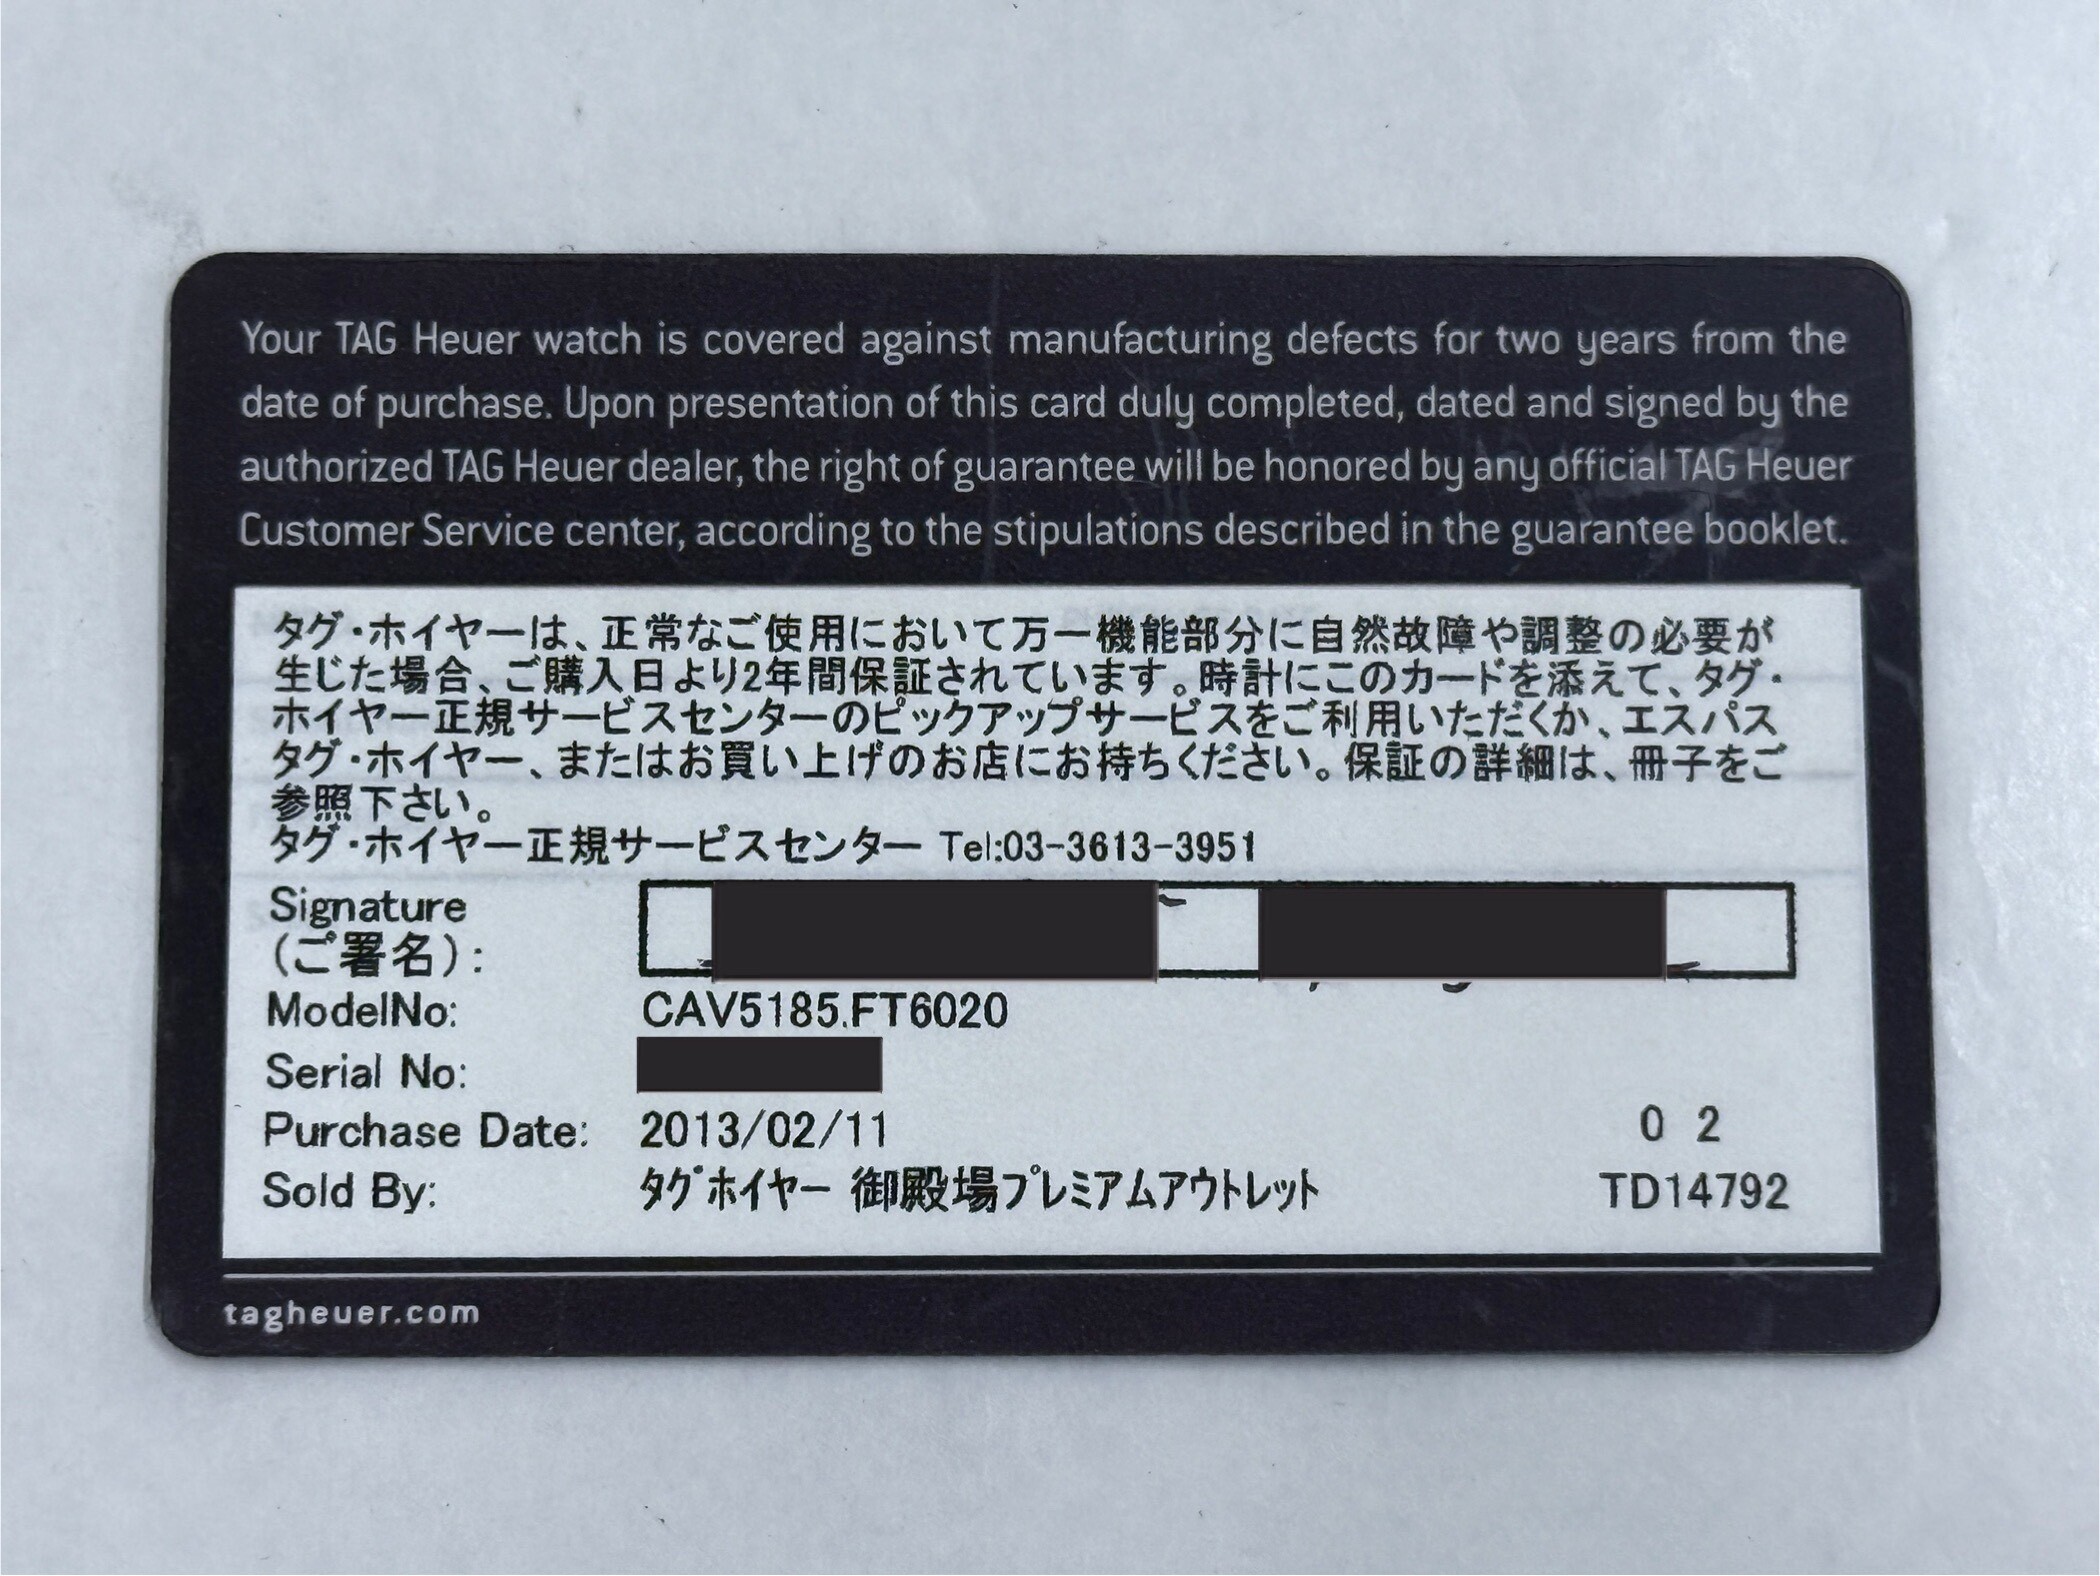 Your TAG Heuer watch is covered against manufacturing defects for two years from the
date of purchase. Upon presentation of this card duly completed, dated and signed by the
authorized TAG Heuer dealer, the right of guarantee will be honored by any official TAG Heuer
Customer Service center, according to the stipulations described in the guarantee booklet.
タグ・ホイヤーは、正常なご使用において万一機能部分に自然故障や調整の必要が
生じた場合、ご購入日より2年間保証されています。時計にこのカードを添えて、タグ・
ホイヤー正規サービスセンターのピックアップサービスをご利用いただくか、エスパス
タグ・ホイヤー、またはお買い上げのお店にお持ちください。保証の詳細は、冊子をご
参照下さい。
タグ・ホイヤー正規サービスセンター Tel:03-3613-3951
Signature
(ご署名):
ModelNo: CAV5185.FT6020
Serial No:
Purchase Date: 2013/02/11 0 2
Sold By: タグホイヤー 御殿場プレミアムアウトレット TD14792
tagheuer.com